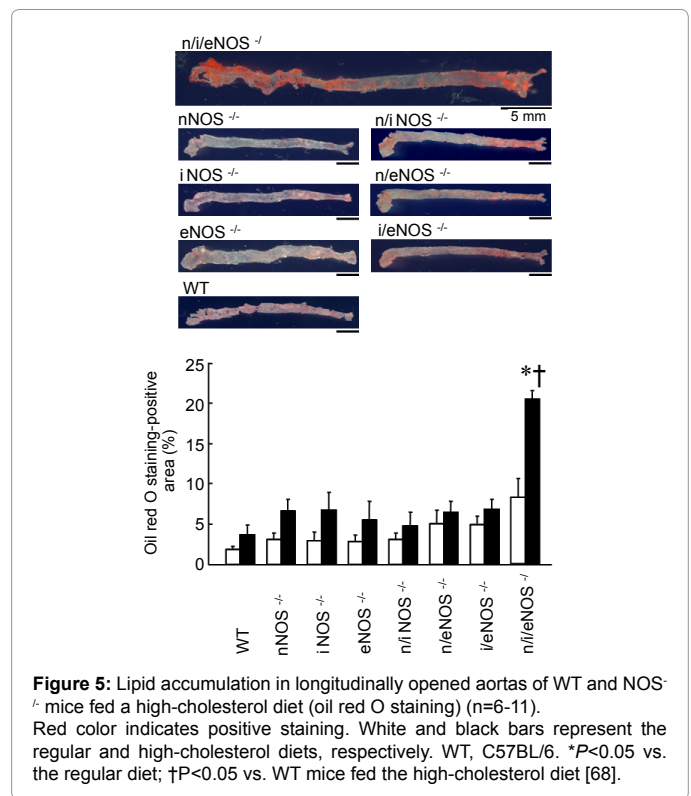 n/i/eNOS -/
5 mm
nNOS -/-
n/i NOS -/-
i NOS -/-
n/eNOS -/-
eNOS -/-
i/eNOS -/-
WT
Oil red O staining-positive
area (%)
25
20
15
10
5
0
*†
WT
nNOS -/-
i NOS -/-
eNOS -/-
n/i NOS -/-
n/eNOS -/-
i/eNOS -/-
n/i/eNOS -/
Figure 5: Lipid accumulation in longitudinally opened aortas of WT and NOS-
/- mice fed a high-cholesterol diet (oil red O staining) (n=6-11).
Red color indicates positive staining. White and black bars represent the
regular and high-cholesterol diets, respectively. WT, C57BL/6. *P<0.05 vs.
the regular diet; †P<0.05 vs. WT mice fed the high-cholesterol diet [68].